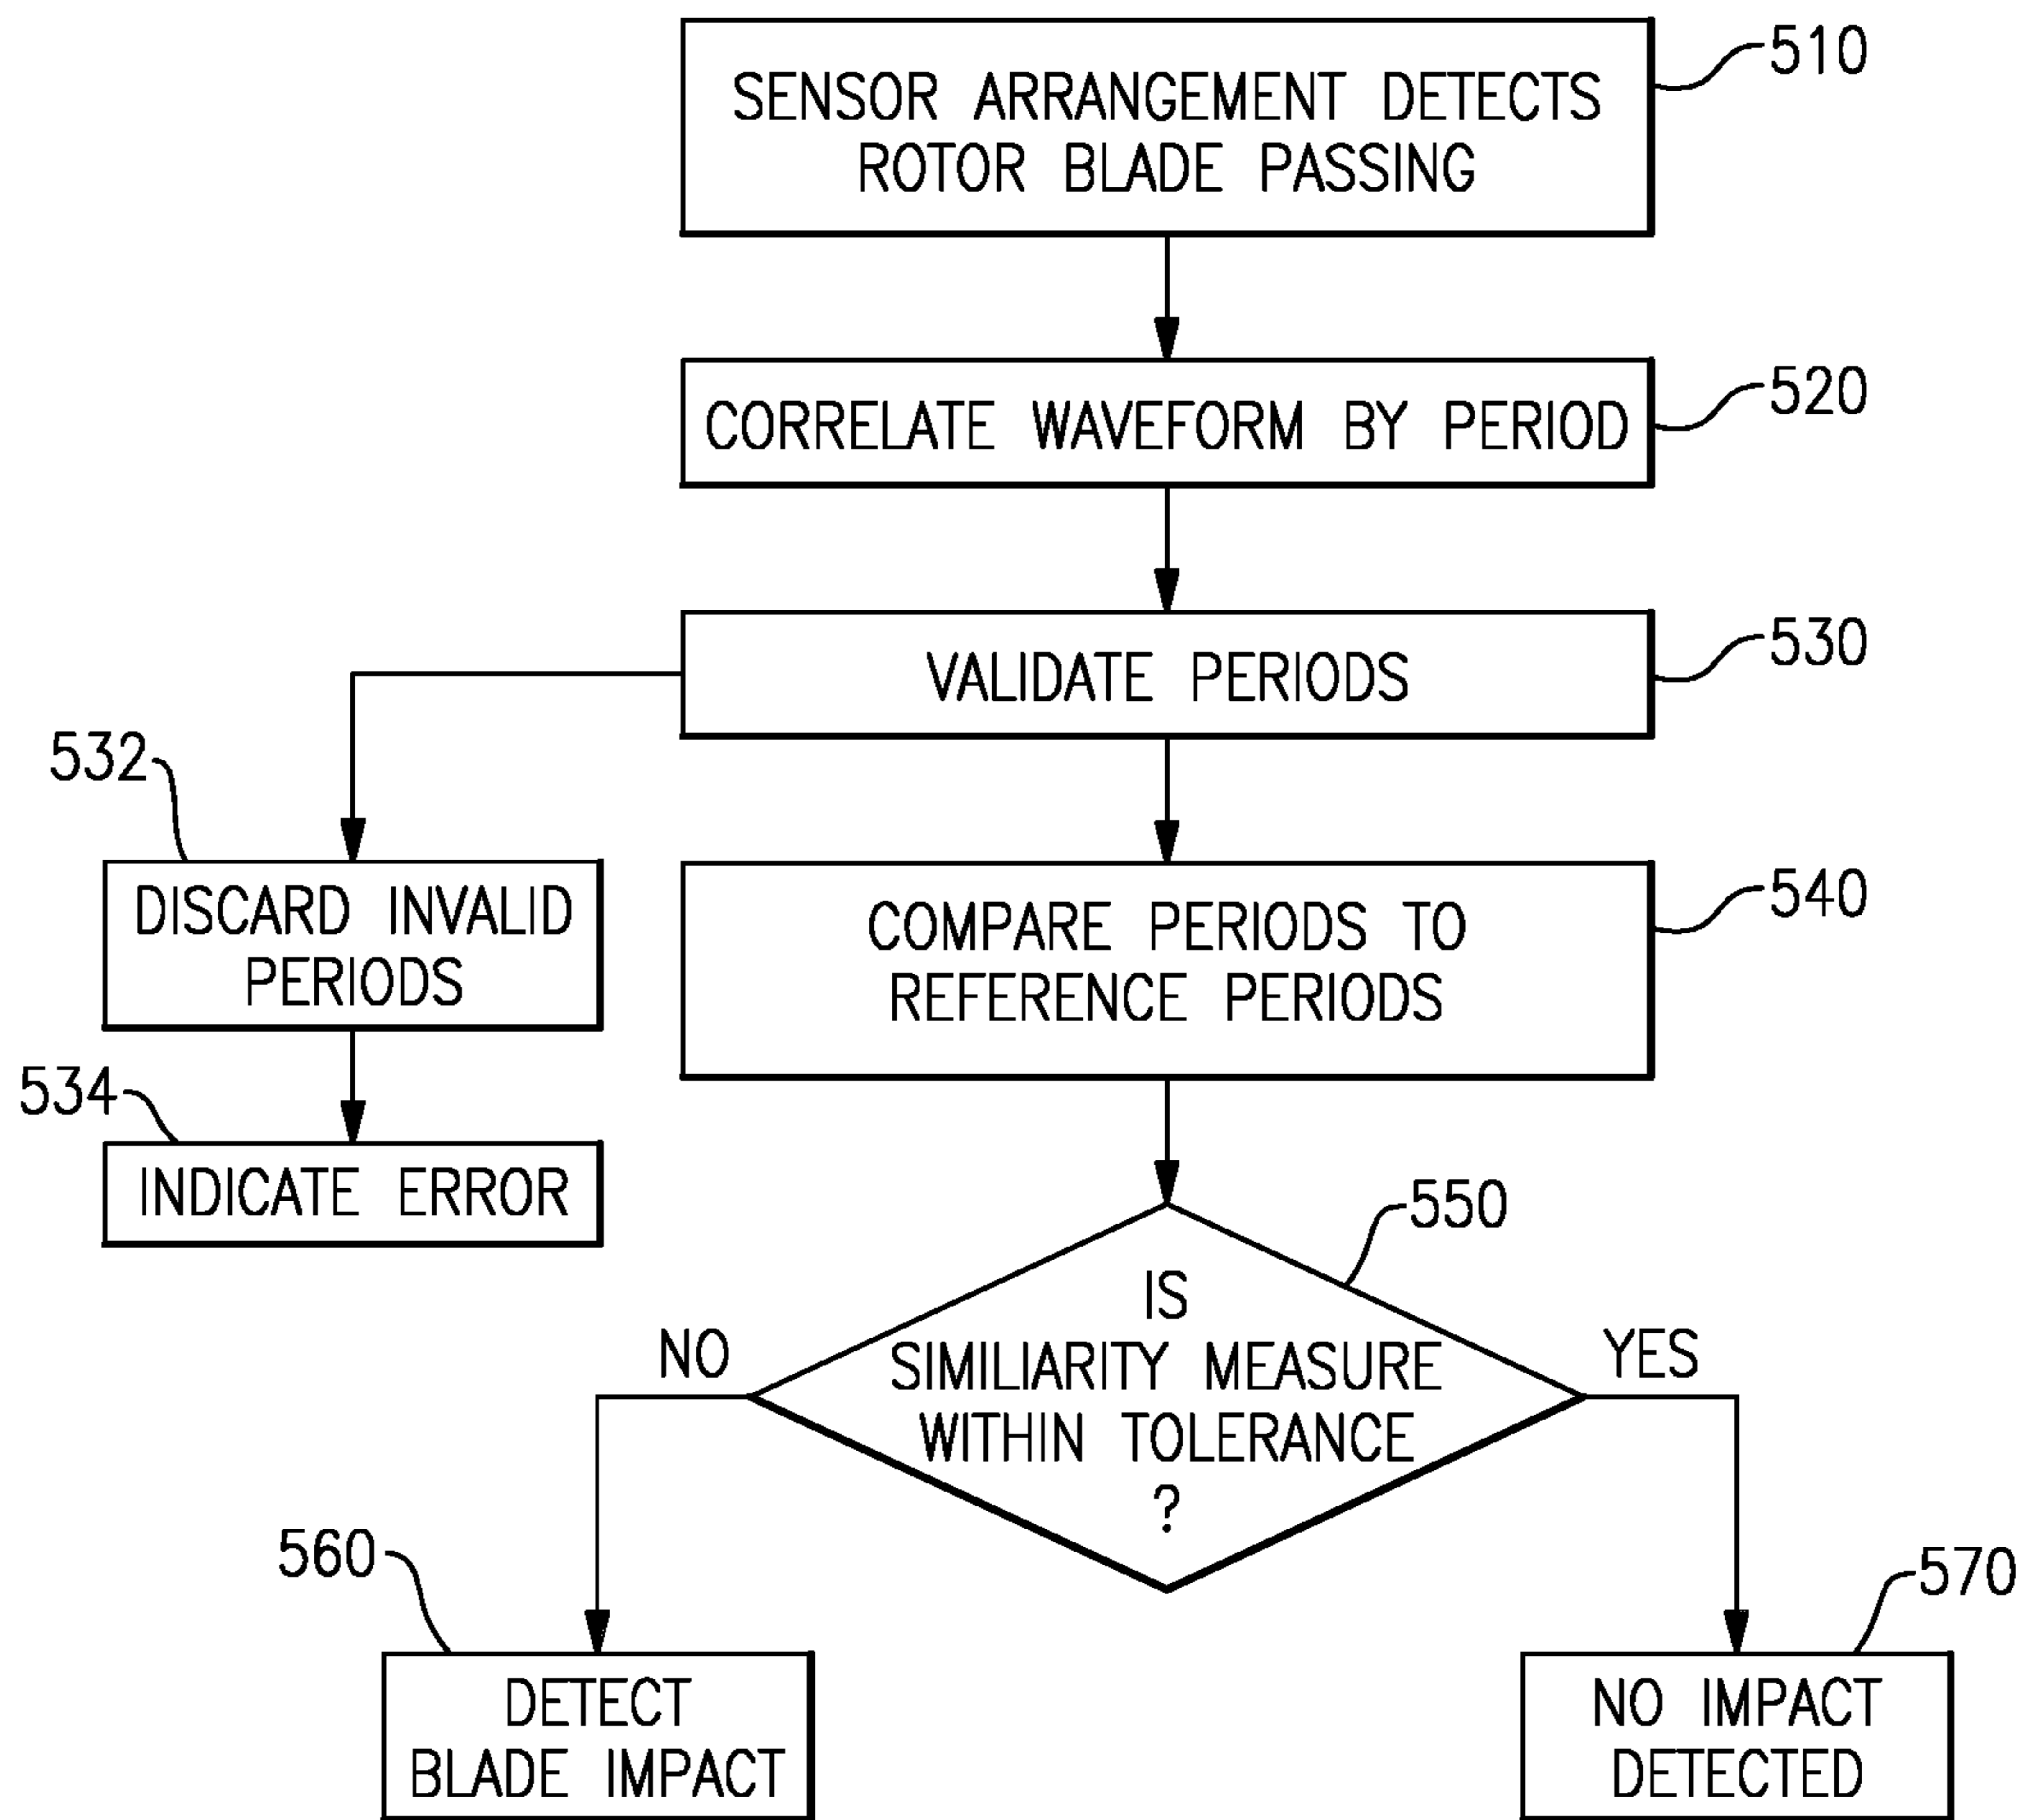 SENSOR ARRANGEMENT DETECTS
ROTOR BLADE PASSING
510
CORRELATE WAVEFORM BY PERIOD
520
VALIDATE PERIODS
530
532
DISCARD INVALID
PERIODS
534
INDICATE ERROR
COMPARE PERIODS TO
REFERENCE PERIODS
540
550
IS
SIMILIARITY MEASURE
WITHIN TOLERANCE
?
NO
YES
560
DETECT
BLADE IMPACT
570
NO IMPACT
DETECTED